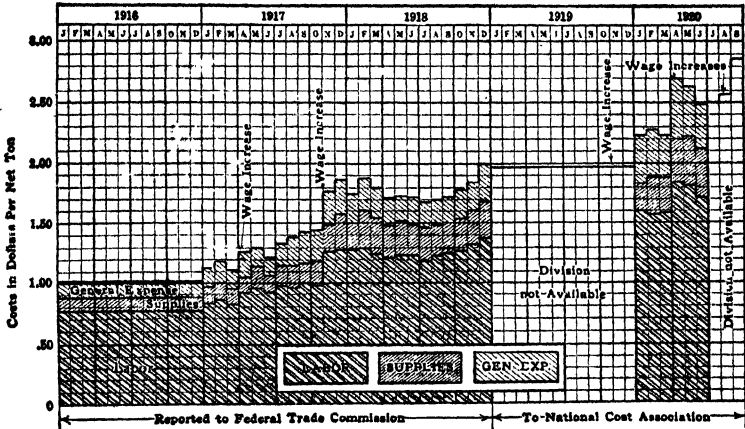 1916 1917 1918 1919 1920
J F M A M J J A S O N D J F M A M J J A S O N D J F M A M J J A S O N D J F M A M J J A S O N D J F M A M J J A S
Costs in Dollars Per Net Ton
3.00
2.50
2.00
1.50
1.00
.50
0
Wage Increase
Wage Increase
Wage Increase
Wage Increases
General Expense
Supplies
LABOR
Division
not-Available
Division not Available
LABOR SUPPLIES GEN. EXP.
Reported to Federal Trade Commission To-National Cost Association